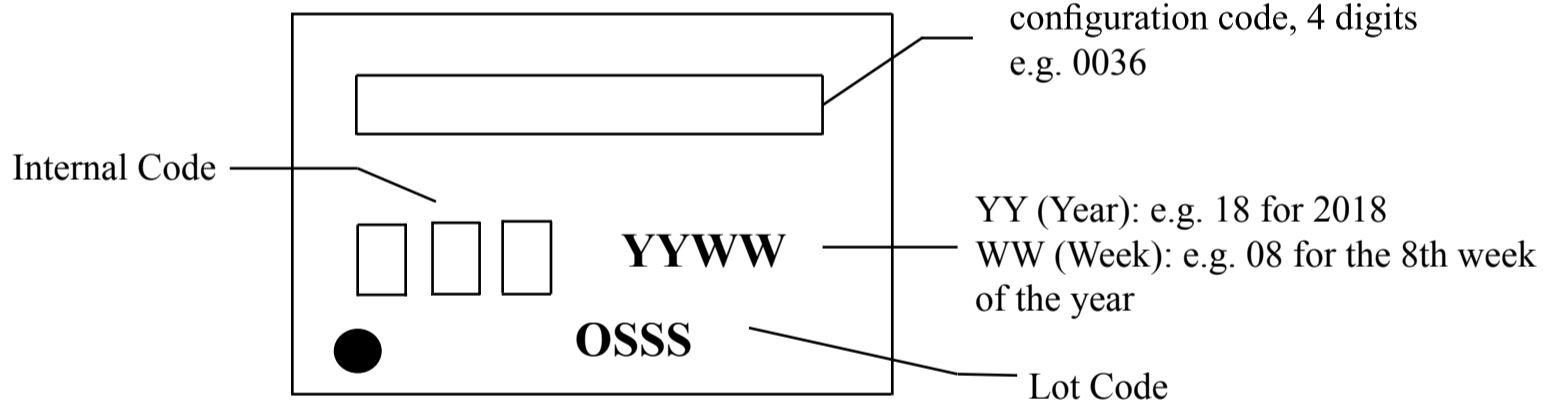 configuration code, 4 digits
e.g. 0036
Internal Code
YY (Year): e.g. 18 for 2018
YYWW
WW (Week): e.g. 08 for the 8th week
of the year
OSSS
Lot Code